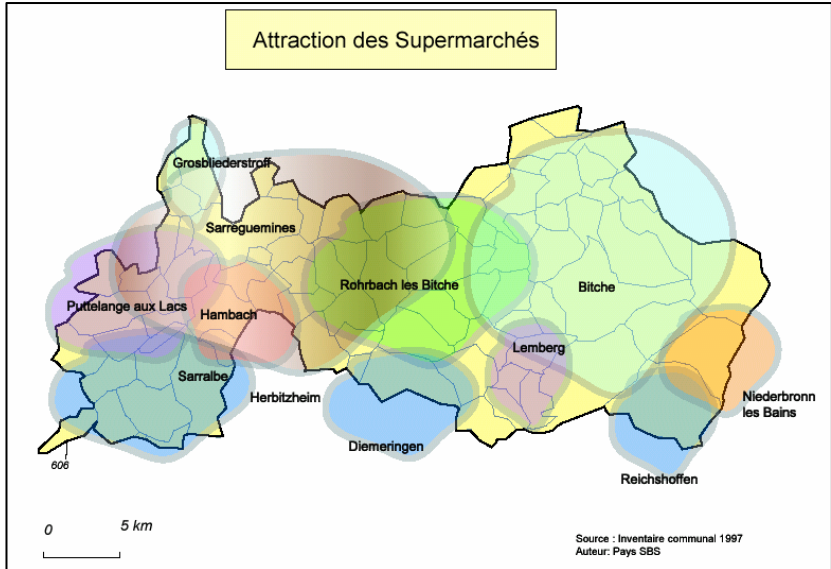 Attraction des Supermarchés
Grosbliederstroff
Sarreguemines
Puttelange aux Lacs
Hambach
Rohrbach les Bitche
Bitche
Lemberg
Sarralbe
Herbitzheim
Niederbronn
les Bains
Diemeringen
Reichshoffen
606
0 5 km
Source : Inventaire communal 1997
Auteur: Pays SBS